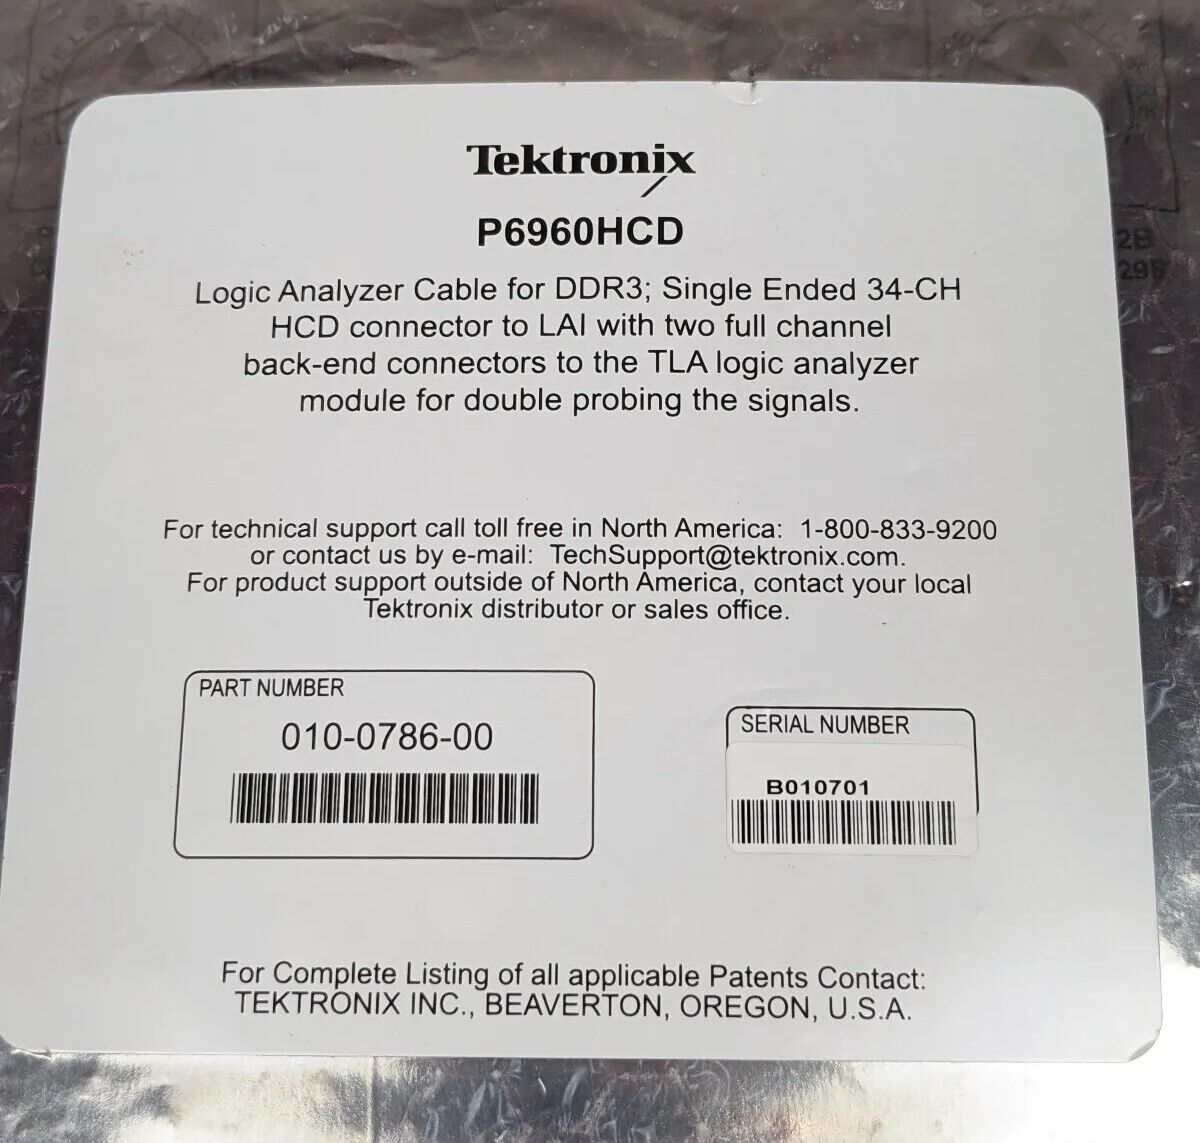 Tektronix
P6960HCD
Logic Analyzer Cable for DDR3; Single Ended 34-CH
HCD connector to LAI with two full channel
back-end connectors to the TLA logic analyzer
module for double probing the signals.
For technical support call toll free in North America: 1-800-833-9200
or contact us by e-mail: TechSupport@tektronix.com.
For product support outside of North America, contact your local
Tektronix distributor or sales office.
PART NUMBER
010-0786-00
SERIAL NUMBER
B010701
For Complete Listing of all applicable Patents Contact:
TEKTRONIX INC., BEAVERTON, OREGON, U.S.A.